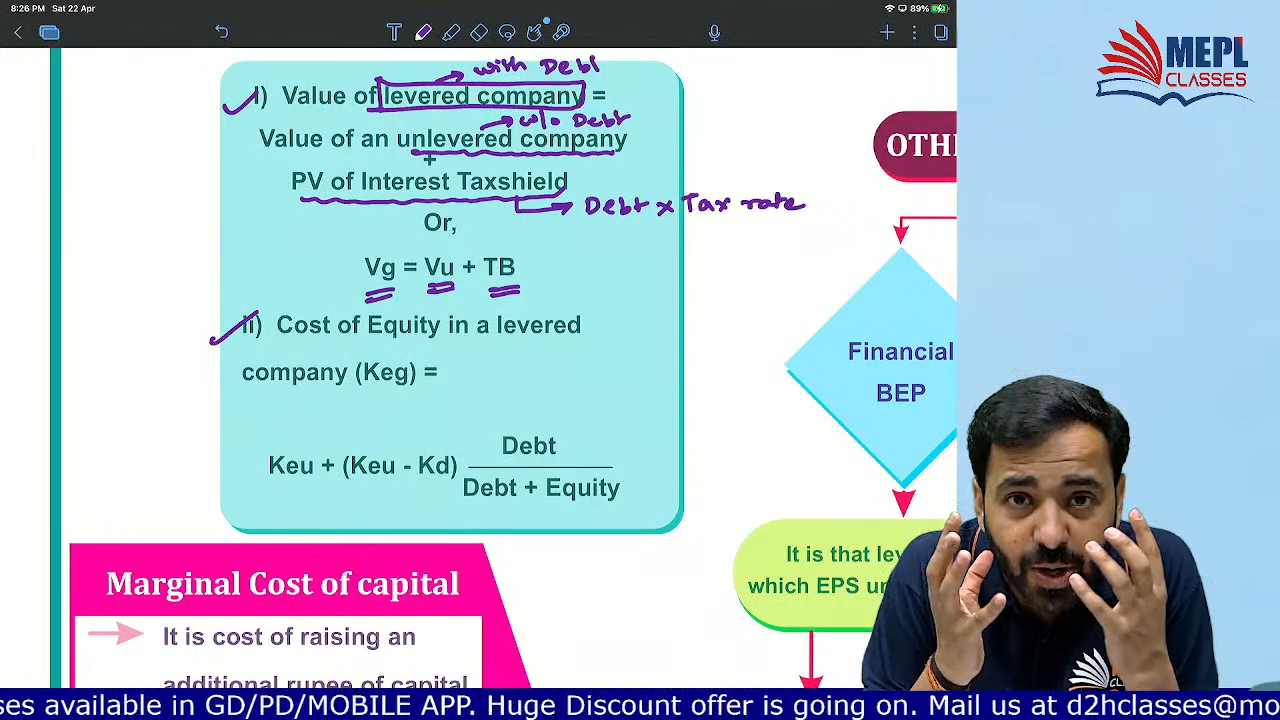 8:26 PM Sat 22 Apr
89%
T
MEPL
CLASSES
with Debt
I) Value of levered company =
w/o Debt
Value of an unlevered company
+
PV of Interest Taxshield
Debt x Tax rate
Or,
Vg = Vu + TB
ii) Cost of Equity in a levered
company (Keg) =
Keu + (Keu - Kd) Debt
Debt + Equity
Marginal Cost of capital
It is cost of raising an
additional rupee of capital
OTH
Financial
BEP
It is that lev
which EPS un
CLASSES
ses available in GD/PD/MOBILE APP. Huge Discount offer is going on. Mail us at d2hclasses@mo